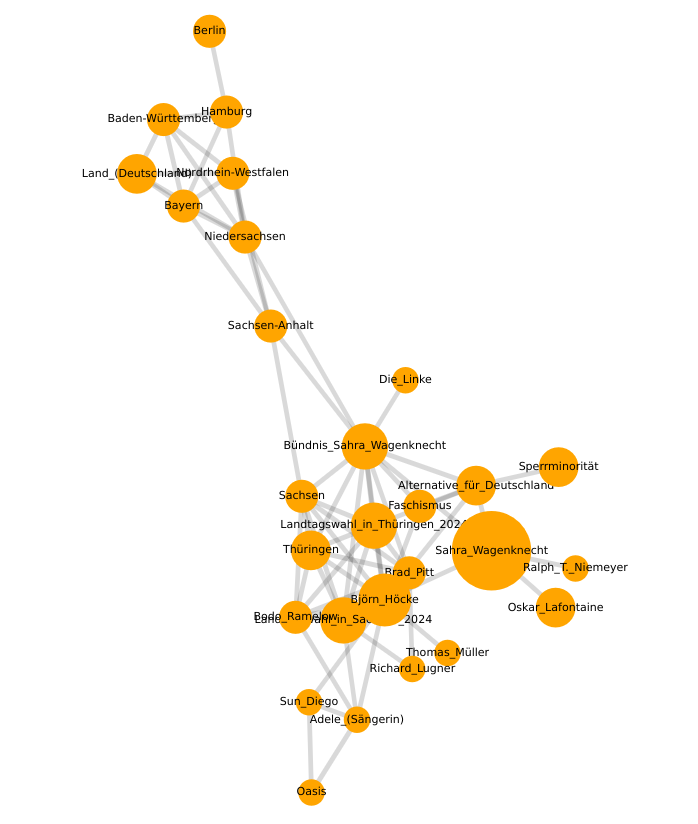 Berlin
Hamburg
Baden-Württemberg
Land_(Deutschland)
Nordrhein-Westfalen
Bayern
Niedersachsen
Sachsen-Anhalt
Die_Linke
Bündnis_Sahra_Wagenknecht
Sperrminorität
Alternative_für_Deutschland
Sachsen
Faschismus
Landtagswahl_in_Thüringen_2024
Thüringen
Sahra_Wagenknecht
Ralph_T._Niemeyer
Brad_Pitt
Björn_Höcke
Oskar_Lafontaine
Bodo_Ramelow
Landtagswahl_in_Sachsen_2024
Thomas_Müller
Richard_Lugner
Sun_Diego
Adele_(Sängerin)
Oasis